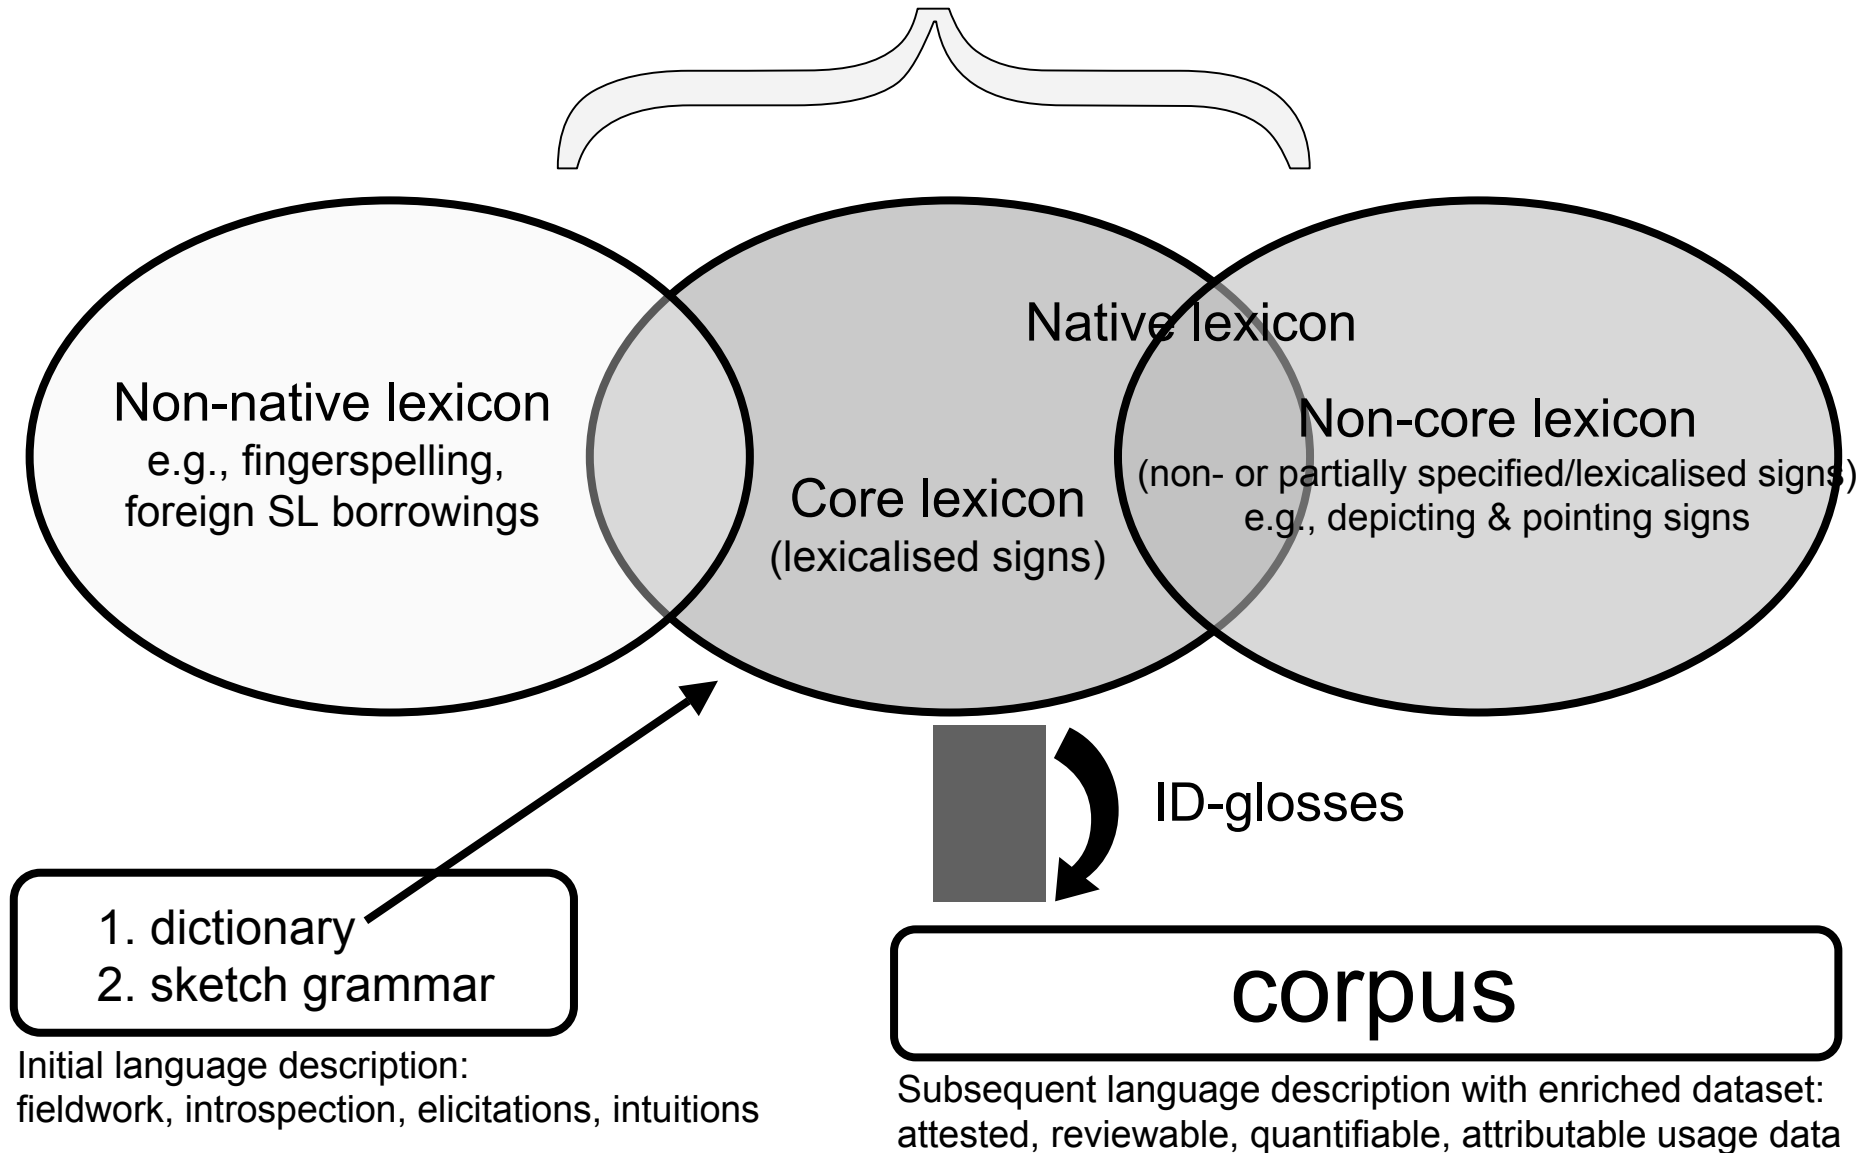 Native lexicon
Non-native lexicon
e.g., fingerspelling,
foreign SL borrowings
Core lexicon
(lexicalised signs)
Non-core lexicon
(non- or partially specified/lexicalised signs)
e.g., depicting & pointing signs
ID-glosses
1. dictionary
2. sketch grammar
Initial language description:
fieldwork, introspection, elicitations, intuitions
corpus
Subsequent language description with enriched dataset:
attested, reviewable, quantifiable, attributable usage data